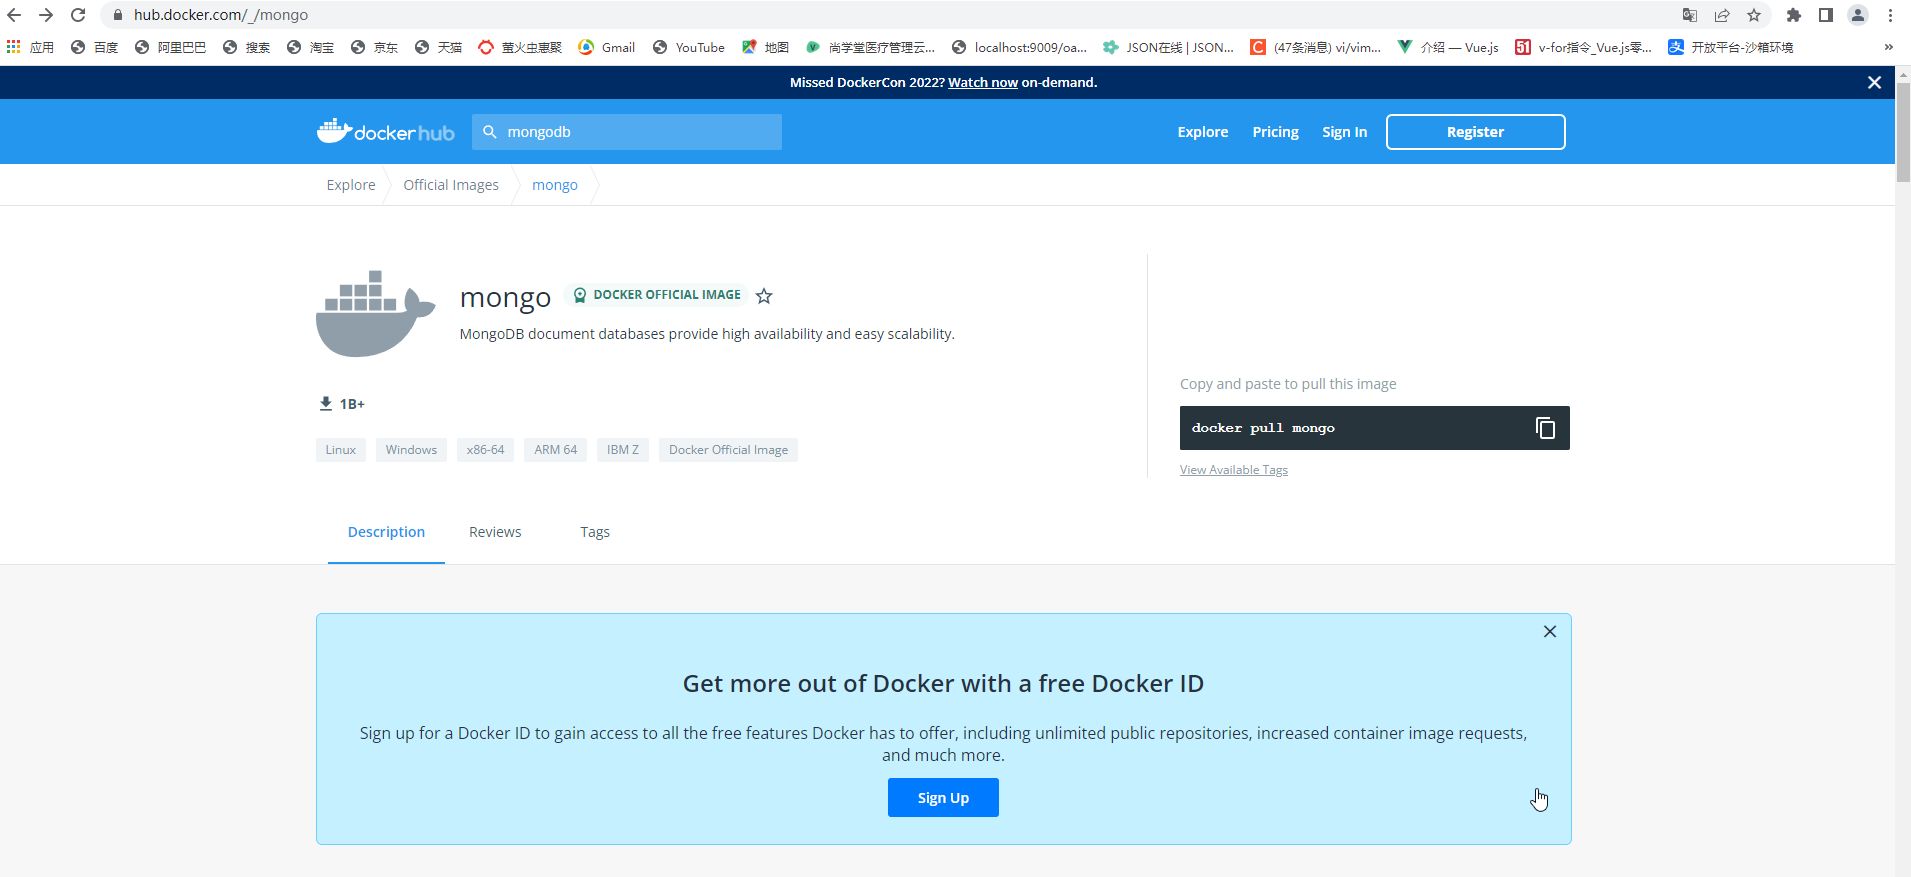 hub.docker.com/_/mongo
应用 百度 阿里巴巴 搜索 淘宝 京东 天猫 萤火虫惠聚 Gmail YouTube 地图 尚学堂医疗管理云... localhost:9009/oa... JSON在线 | JSON... C (47条消息) vi/vim... 介绍 — Vue.js 51 v-for指令_Vue.js零... 支 开放平台-沙箱环境 »
Missed DockerCon 2022? Watch now on-demand.
dockerhub mongodb Explore Pricing Sign In Register
Explore Official Images mongo
mongo DOCKER OFFICIAL IMAGE
MongoDB document databases provide high availability and easy scalability.
Copy and paste to pull this image
1B+
docker pull mongo
Linux Windows x86-64 ARM 64 IBM Z Docker Official Image
View Available Tags
Description Reviews Tags
Get more out of Docker with a free Docker ID
Sign up for a Docker ID to gain access to all the free features Docker has to offer, including unlimited public repositories, increased container image requests,
and much more.
Sign Up